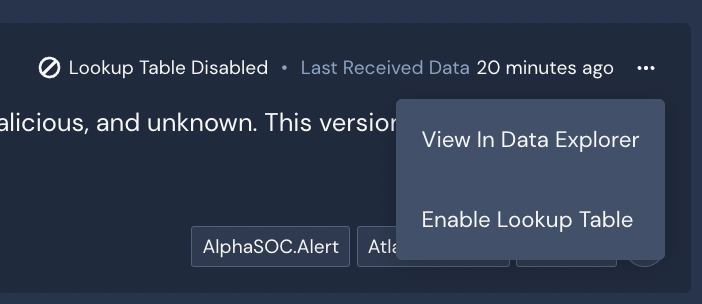 Lookup Table Disabled • Last Received Data 20 minutes ago •••
alicious, and unknown. This version
View In Data Explorer
Enable Lookup Table
AlphaSOC.Alert